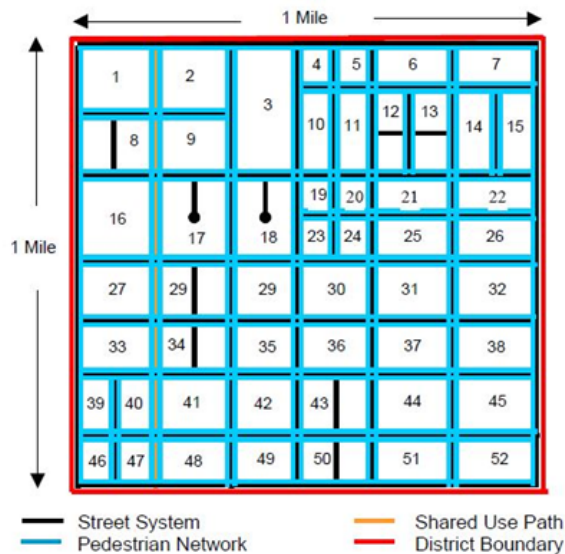 1 Mile
1 2 3 4 5 6 7
8 9 10 11 12 13 14 15
16 17 18 19 20 21 22
23 24 25 26
1 Mile
27 29 29 30 31 32
33 34 35 36 37 38
39 40 41 42 43 44 45
46 47 48 49 50 51 52
Street System Shared Use Path
Pedestrian Network District Boundary